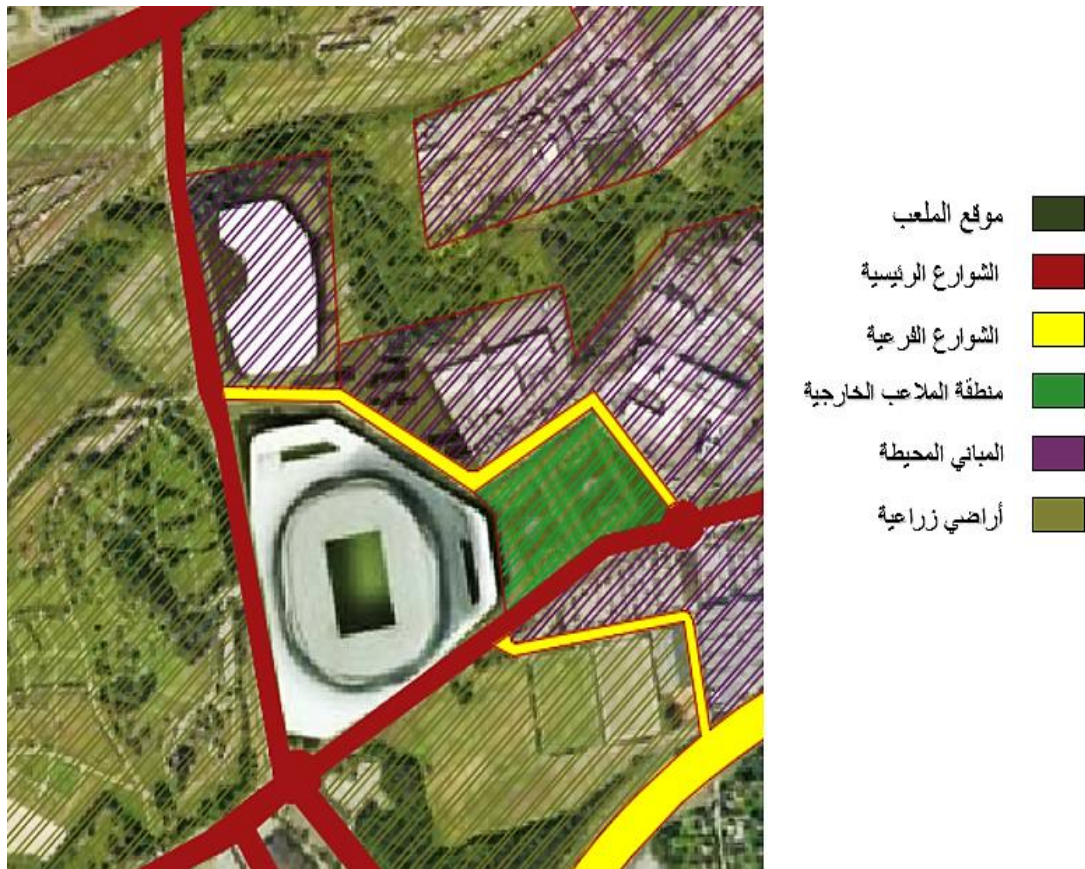 موقع الملعب
الشوارع الرئيسية
الشوارع الفرعية
منطقة الملاعب الخارجية
المباني المحيطة
أراضي زراعية